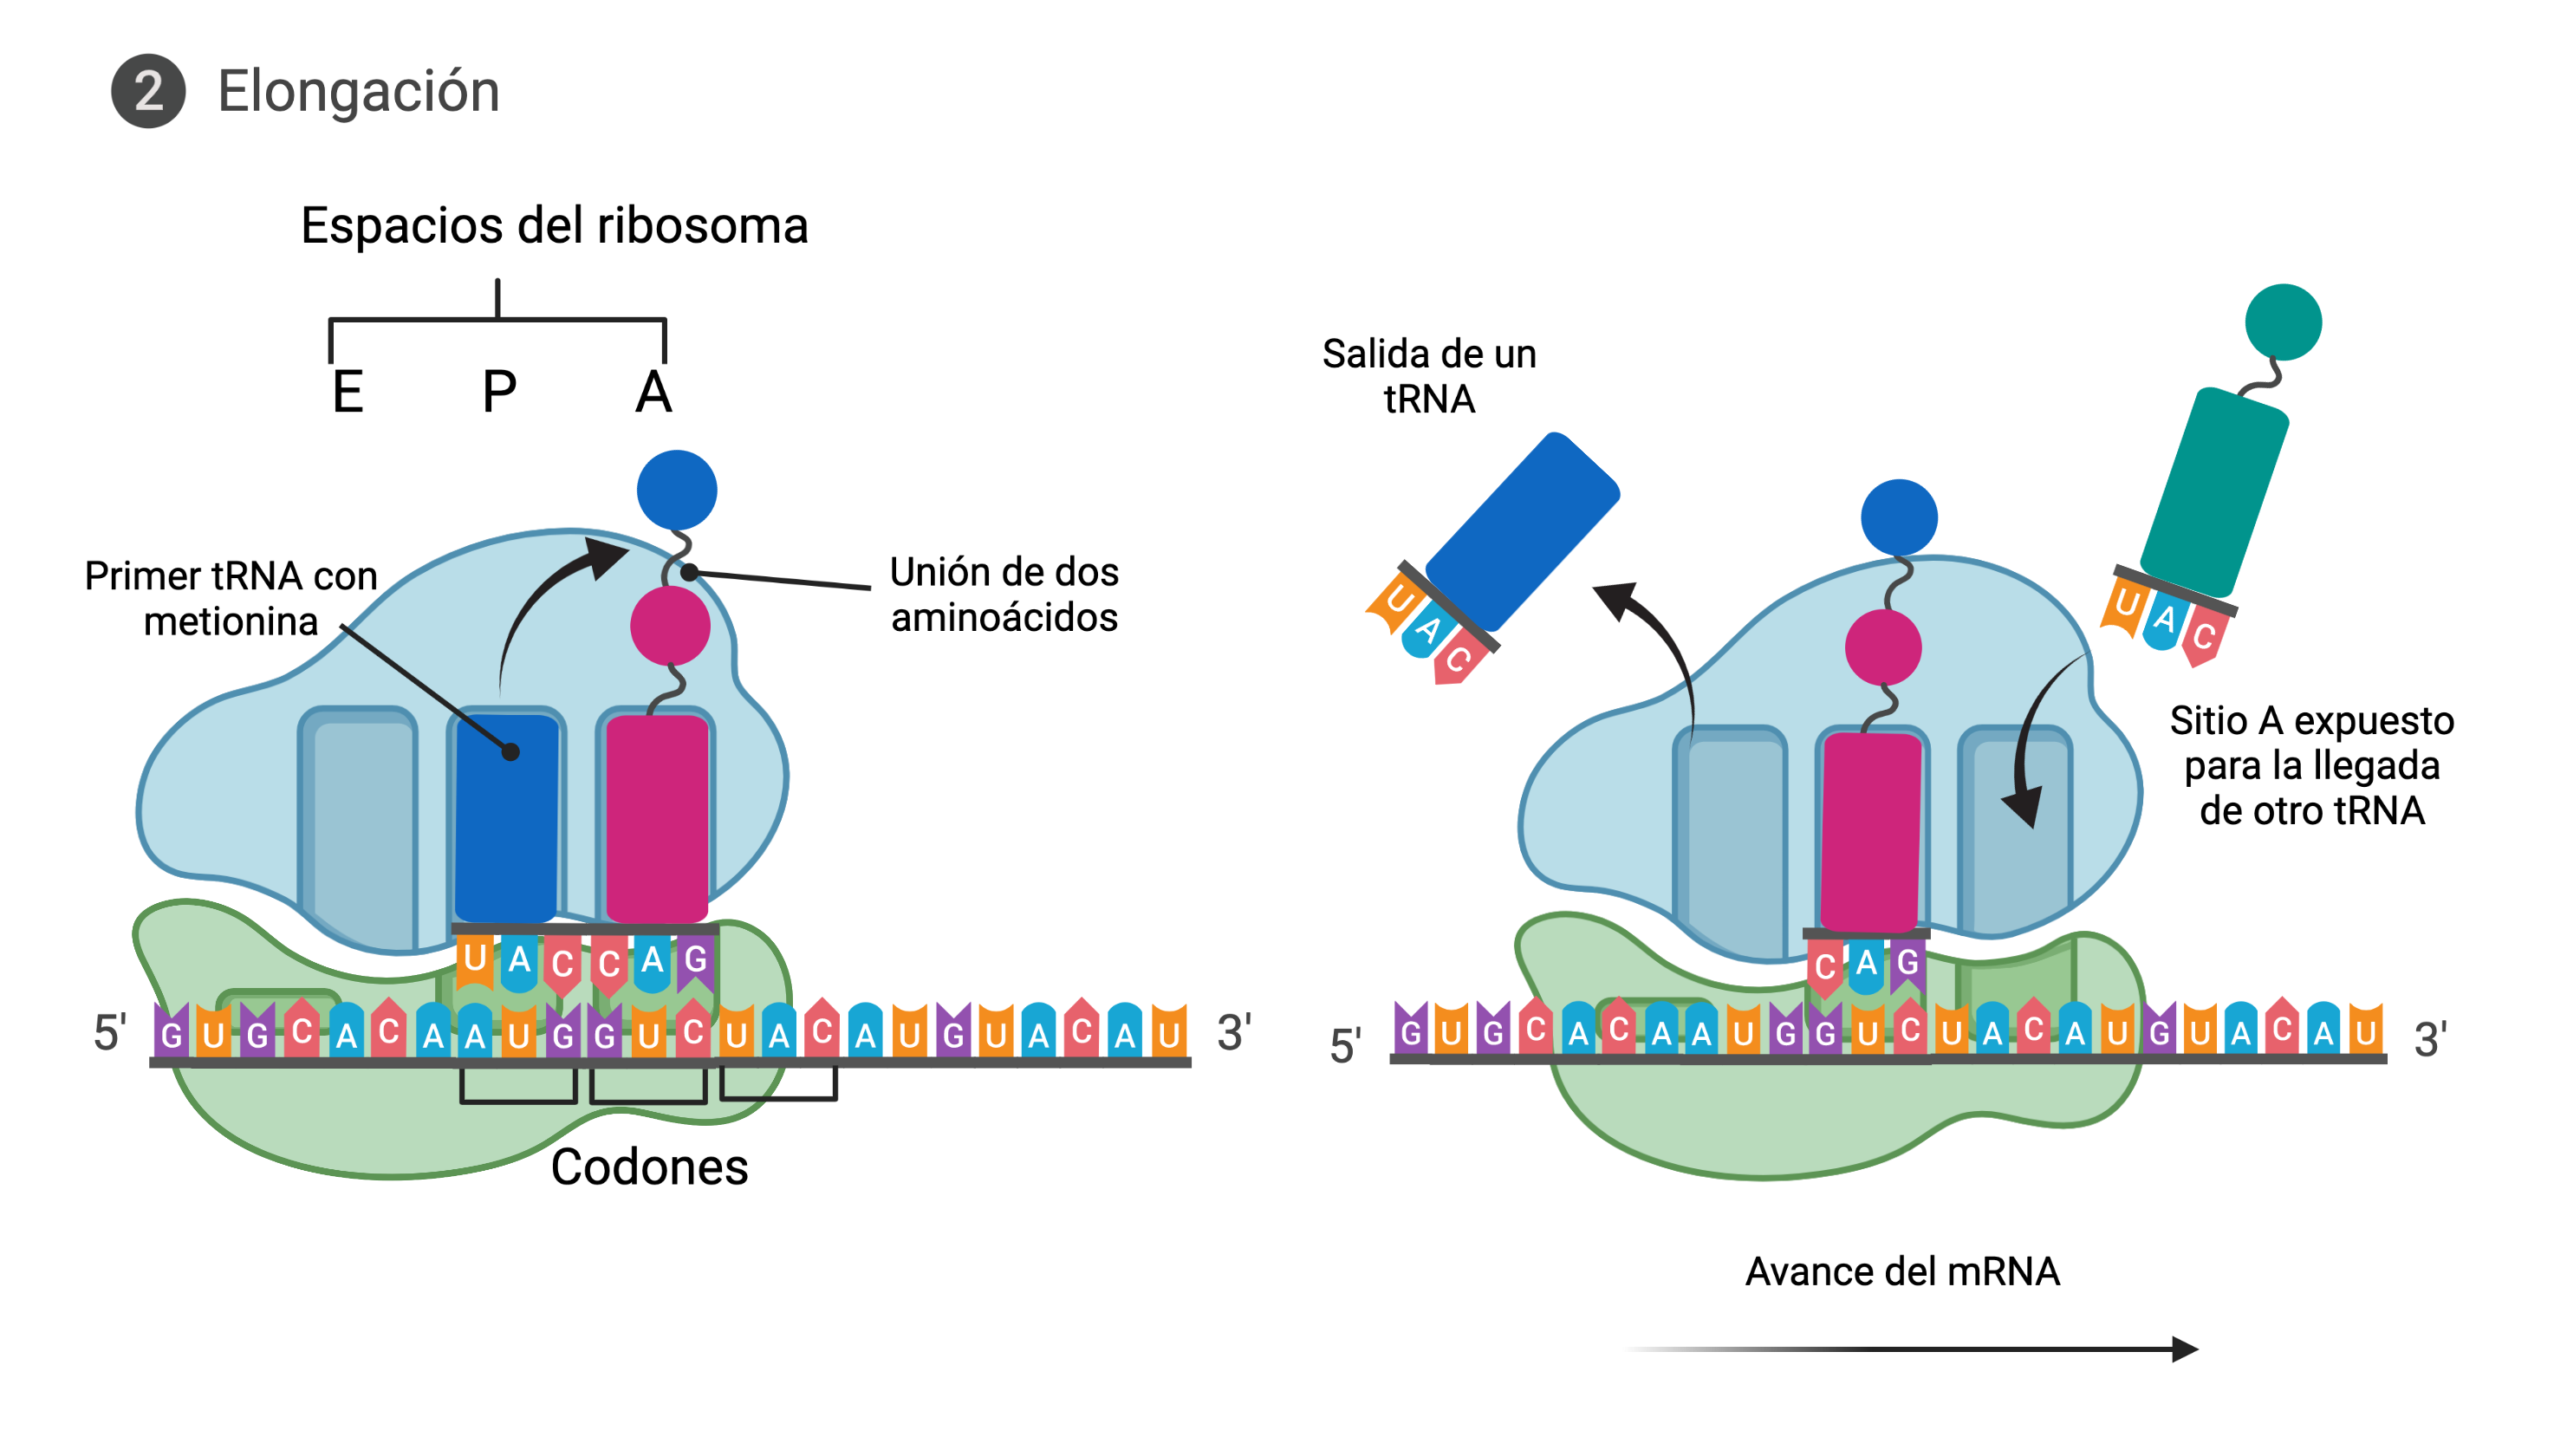 2 Elongación
Espacios del ribosoma
E P A
Primer tRNA con
metionina
Unión de dos
aminoácidos
U A C C A G
5' G U G C A C A A U G G U C U A C A U G U A C A U 3'
Codones
Salida de un
tRNA
U A C
U A C
Sitio A expuesto
para la llegada
de otro tRNA
C A G
5' G U G C A C A A U G G U C U A C A U G U A C A U 3'
Avance del mRNA